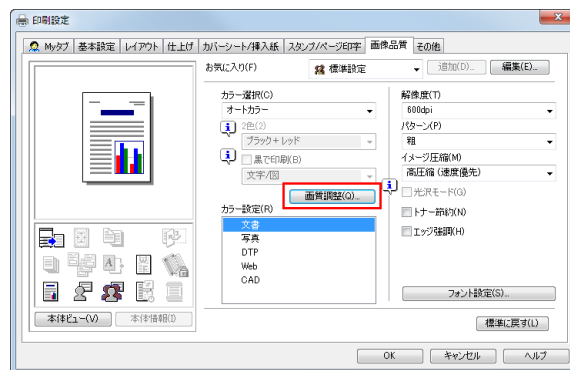 印刷設定
Myタブ 基本設定 レイアウト 仕上げ カバーシート/挿入紙 スタンプ/ページ印字 画像品質 その他
お気に入り(F) 標準設定 追加(D)... 編集(E)...
カラー選択(C)
オートカラー
2色(2)
ブラック+レッド
黒で印刷(B)
文字/図
画質調整(Q)...
カラー設定(R)
文書
写真
DTP
Web
CAD
解像度(T)
600dpi
パターン(P)
粗
イメージ圧縮(M)
高圧縮 (速度優先)
光沢モード(G)
トナー節約(N)
エッジ強調(H)
フォント設定(S)...
本体ビュー(V) 本体情報(I)
標準に戻す(L)
OK キャンセル ヘルプ